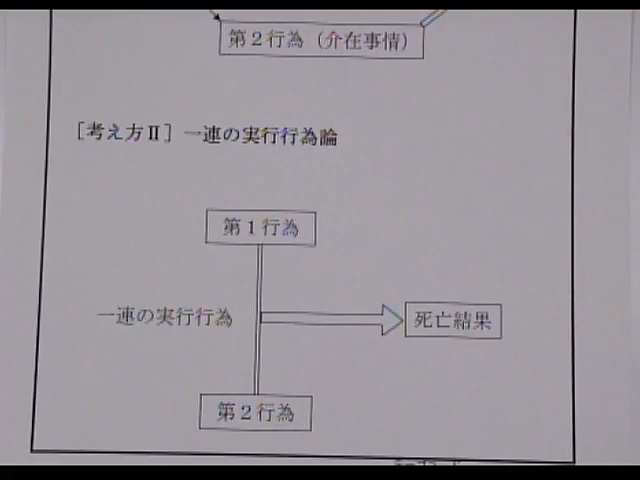 第２行為（介在事情）
［考え方Ⅱ］一連の実行行為論
第１行為
一連の実行行為
死亡結果
第２行為